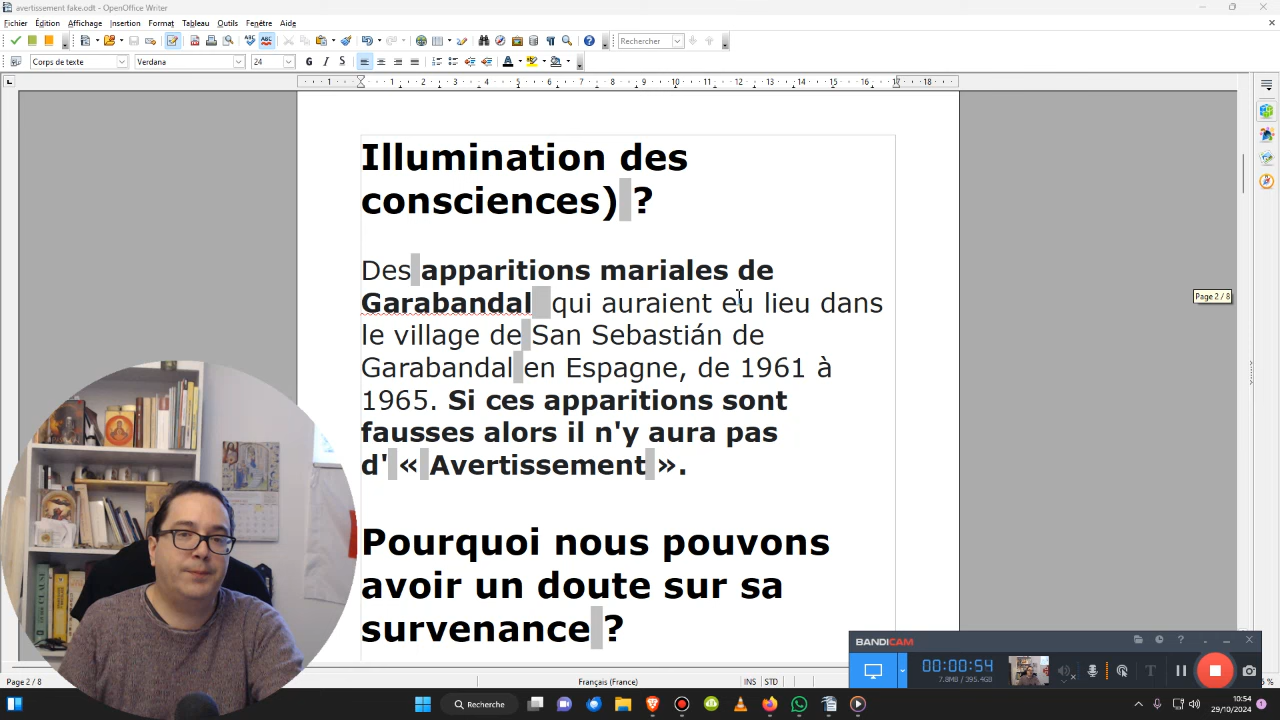 avertissement fake.odt - OpenOffice Writer
Fichier Édition Affichage Insertion Format Tableau Outils Fenêtre Aide
Rechercher
Corps de texte Verdana 24
Illumination des
consciences) ?
Des apparitions mariales de
Garabandal qui auraient eu lieu dans
le village de San Sebastián de
Garabandal en Espagne, de 1961 à
1965. Si ces apparitions sont
fausses alors il n'y aura pas
d' « Avertissement ».
Pourquoi nous pouvons
avoir un doute sur sa
survenance ?
Page 2 / 8
BANDICAM
00:00:54
7.8MB / 395.4GB
Page 2 / 8 Français (France) INS STD
Recherche
10:54
29/10/2024